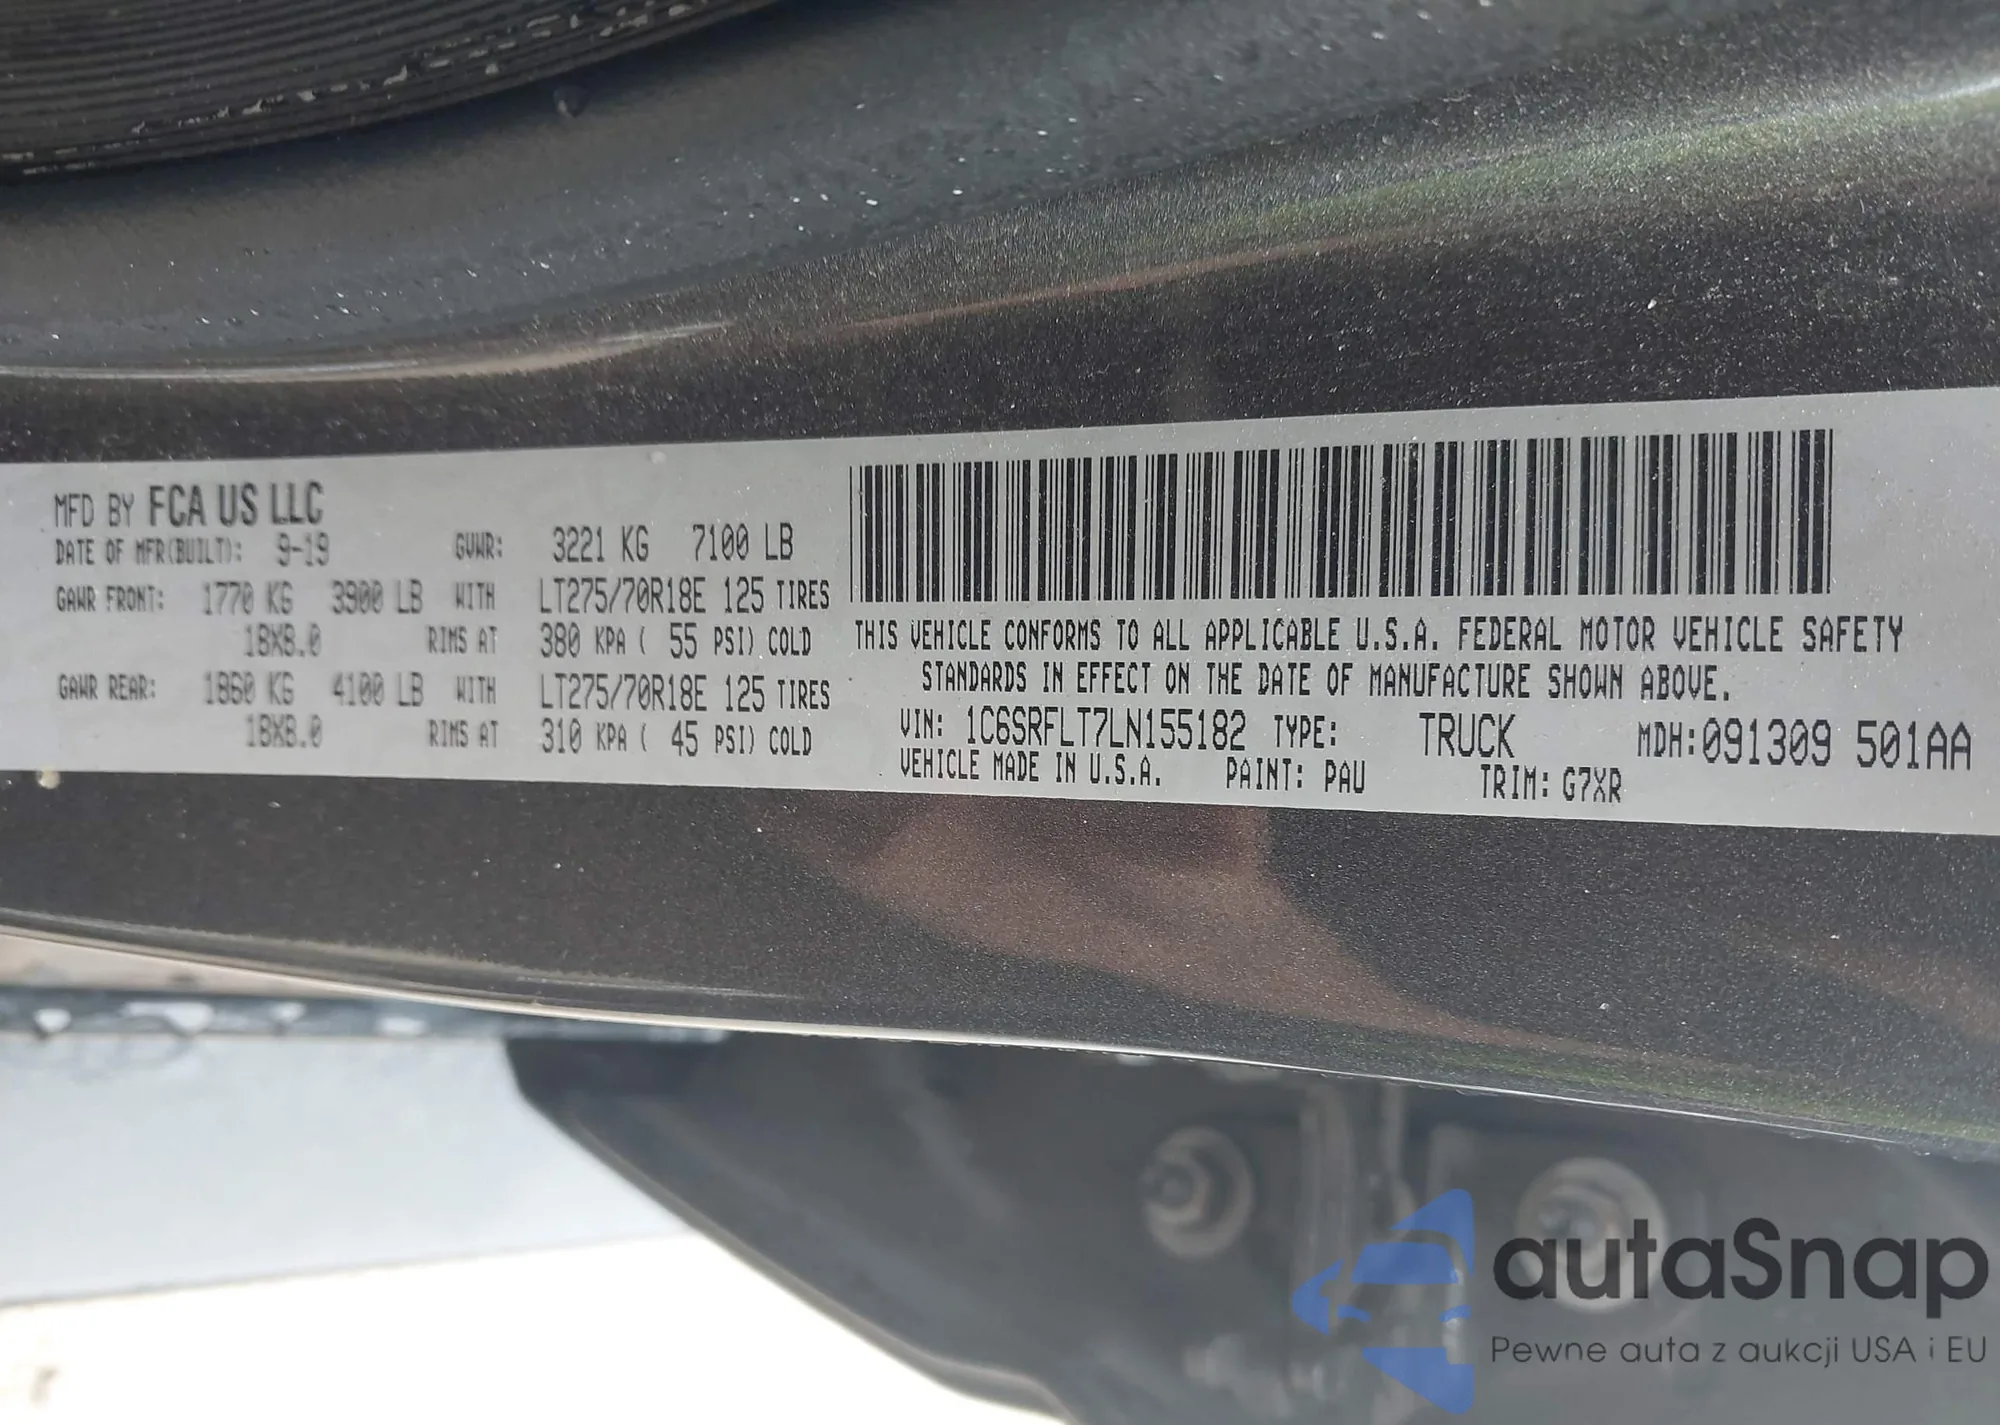 MFD BY FCA US LLC
DATE OF MFR(BUILT): 9-19 GVWR: 3221 KG 7100 LB
GAWR FRONT: 1770 KG 3900 LB WITH LT275/70R18E 125 TIRES
18X8.0 RIMS AT 380 KPA ( 55 PSI) COLD
GAWR REAR: 1860 KG 4100 LB WITH LT275/70R18E 125 TIRES
18X8.0 RIMS AT 310 KPA ( 45 PSI) COLD
THIS VEHICLE CONFORMS TO ALL APPLICABLE U.S.A. FEDERAL MOTOR VEHICLE SAFETY
STANDARDS IN EFFECT ON THE DATE OF MANUFACTURE SHOWN ABOVE.
VIN: 1C6SRFLT7LN155182 TYPE: TRUCK MDH:091309 501AA
VEHICLE MADE IN U.S.A. PAINT: PAU TRIM: G7XR
autaSnap
Pewne auta z aukcji USA i EU